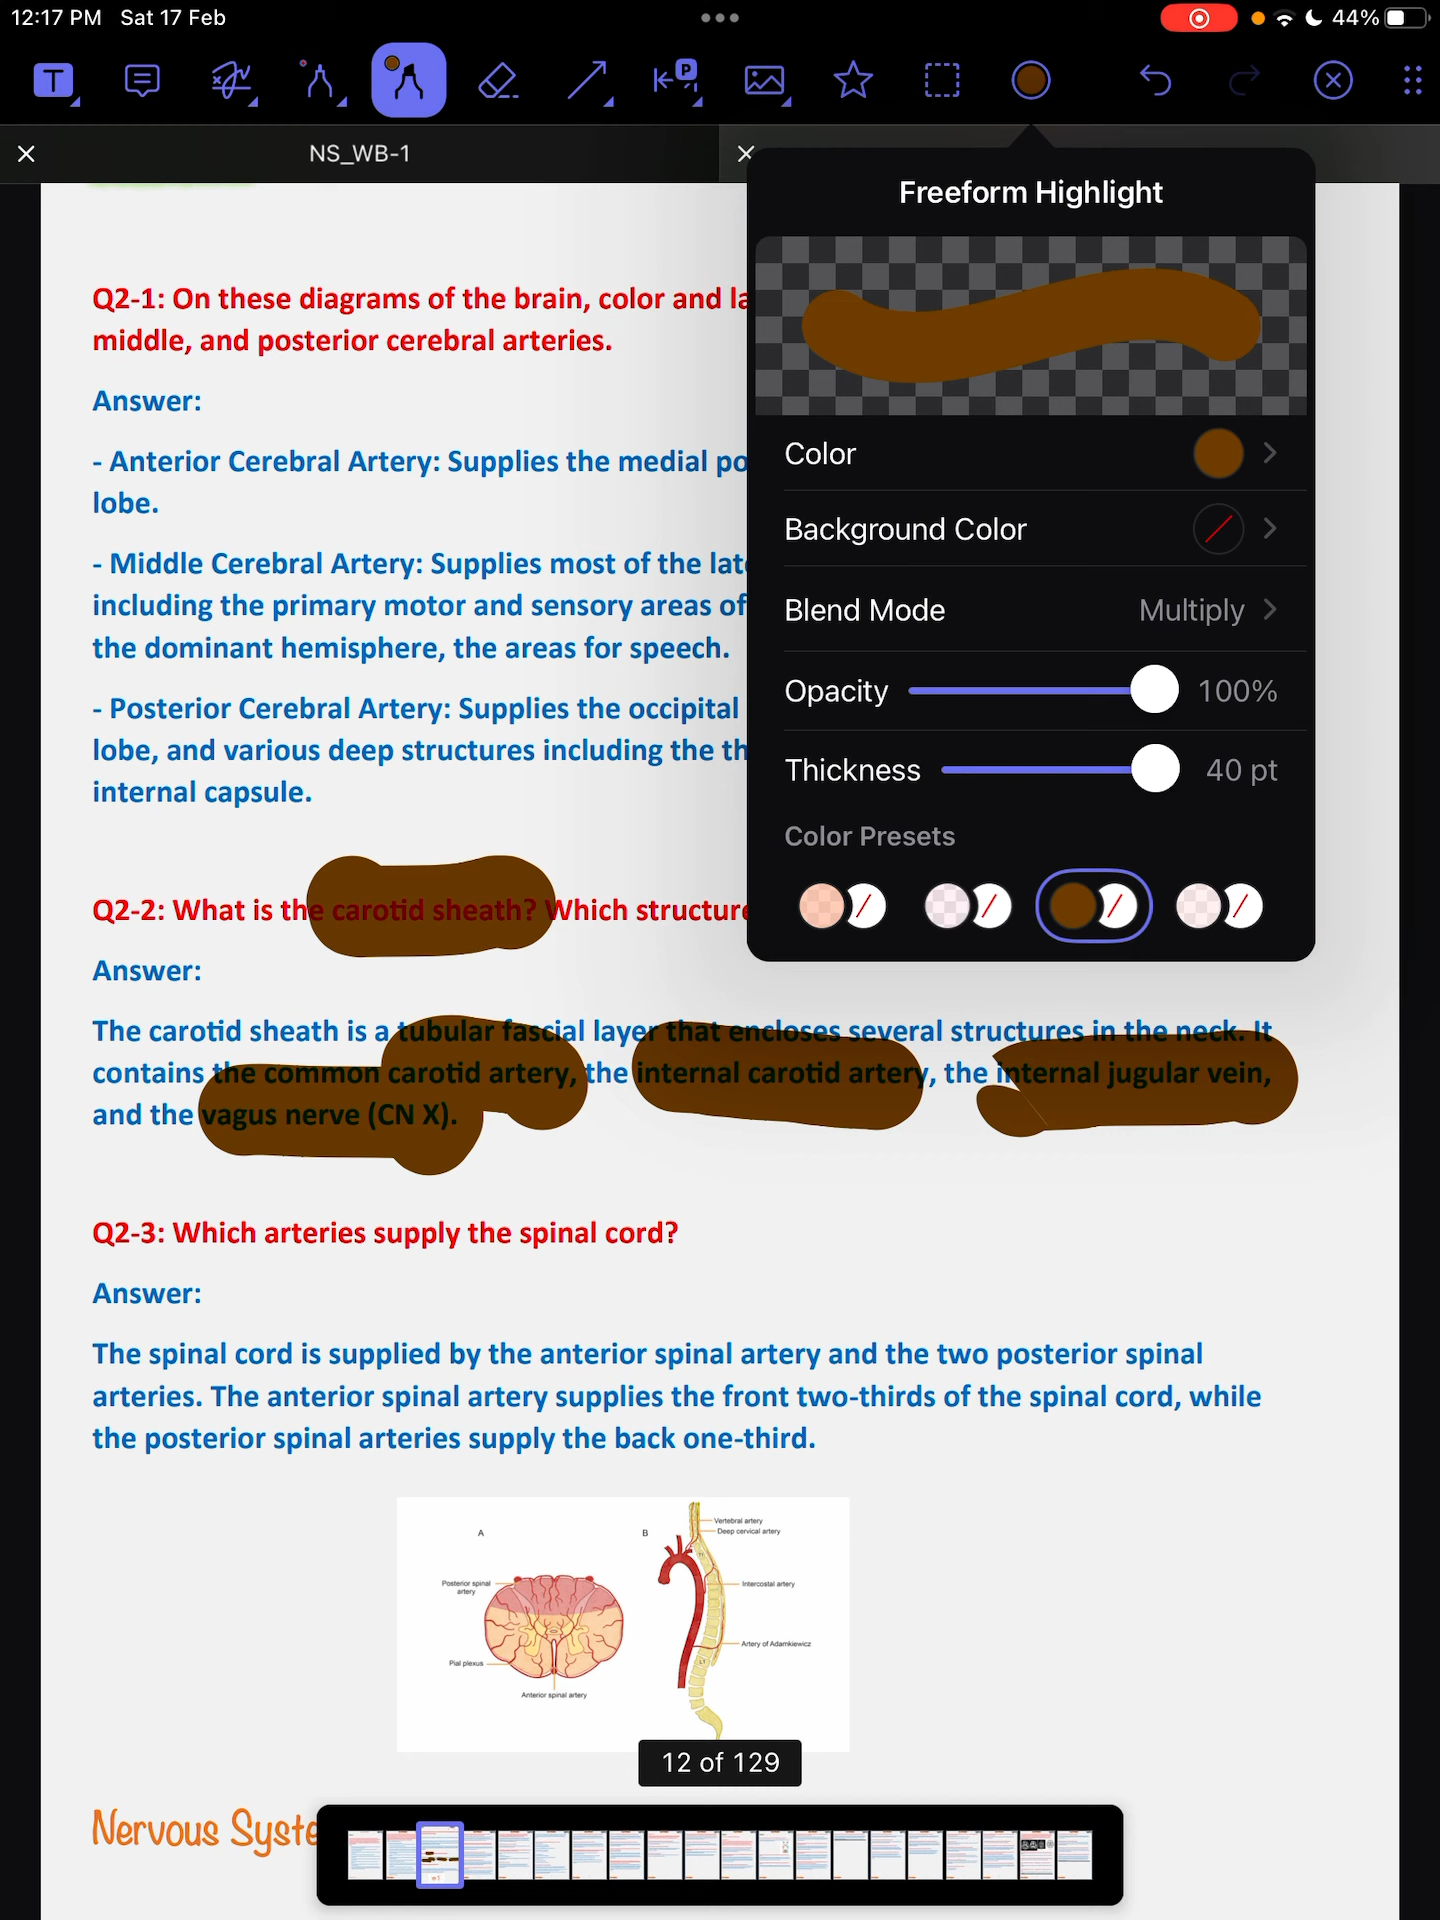 12:17 PM Sat 17 Feb
44%
T
P
NS_WB-1
Freeform Highlight
Color
Background Color
Blend Mode Multiply
Opacity 100%
Thickness 40 pt
Color Presets
Q2-1: On these diagrams of the brain, color and
middle, and posterior cerebral arteries.
Answer:
- Anterior Cerebral Artery: Supplies the medial
lobe.
- Middle Cerebral Artery: Supplies most of the
including the primary motor and sensory areas of
the dominant hemisphere, the areas for speech.
- Posterior Cerebral Artery: Supplies the occipital
lobe, and various deep structures including the
internal capsule.
Q2-2: What is the carotid sheath? Which
Answer:
The carotid sheath is a tubular fascial layer that encloses several structures in the neck. It
contains the common carotid artery, the internal carotid artery, the internal jugular vein,
and the vagus nerve (CN X).
Q2-3: Which arteries supply the spinal cord?
Answer:
The spinal cord is supplied by the anterior spinal artery and the two posterior spinal
arteries. The anterior spinal artery supplies the front two-thirds of the spinal cord, while
the posterior spinal arteries supply the back one-third.
A
B
Vertebral artery
Deep cervical artery
Posterior spinal
artery
Intercostal artery
Artery of Adamkiewicz
Pial plexus
L1
Anterior spinal artery
12 of 129
Nervous